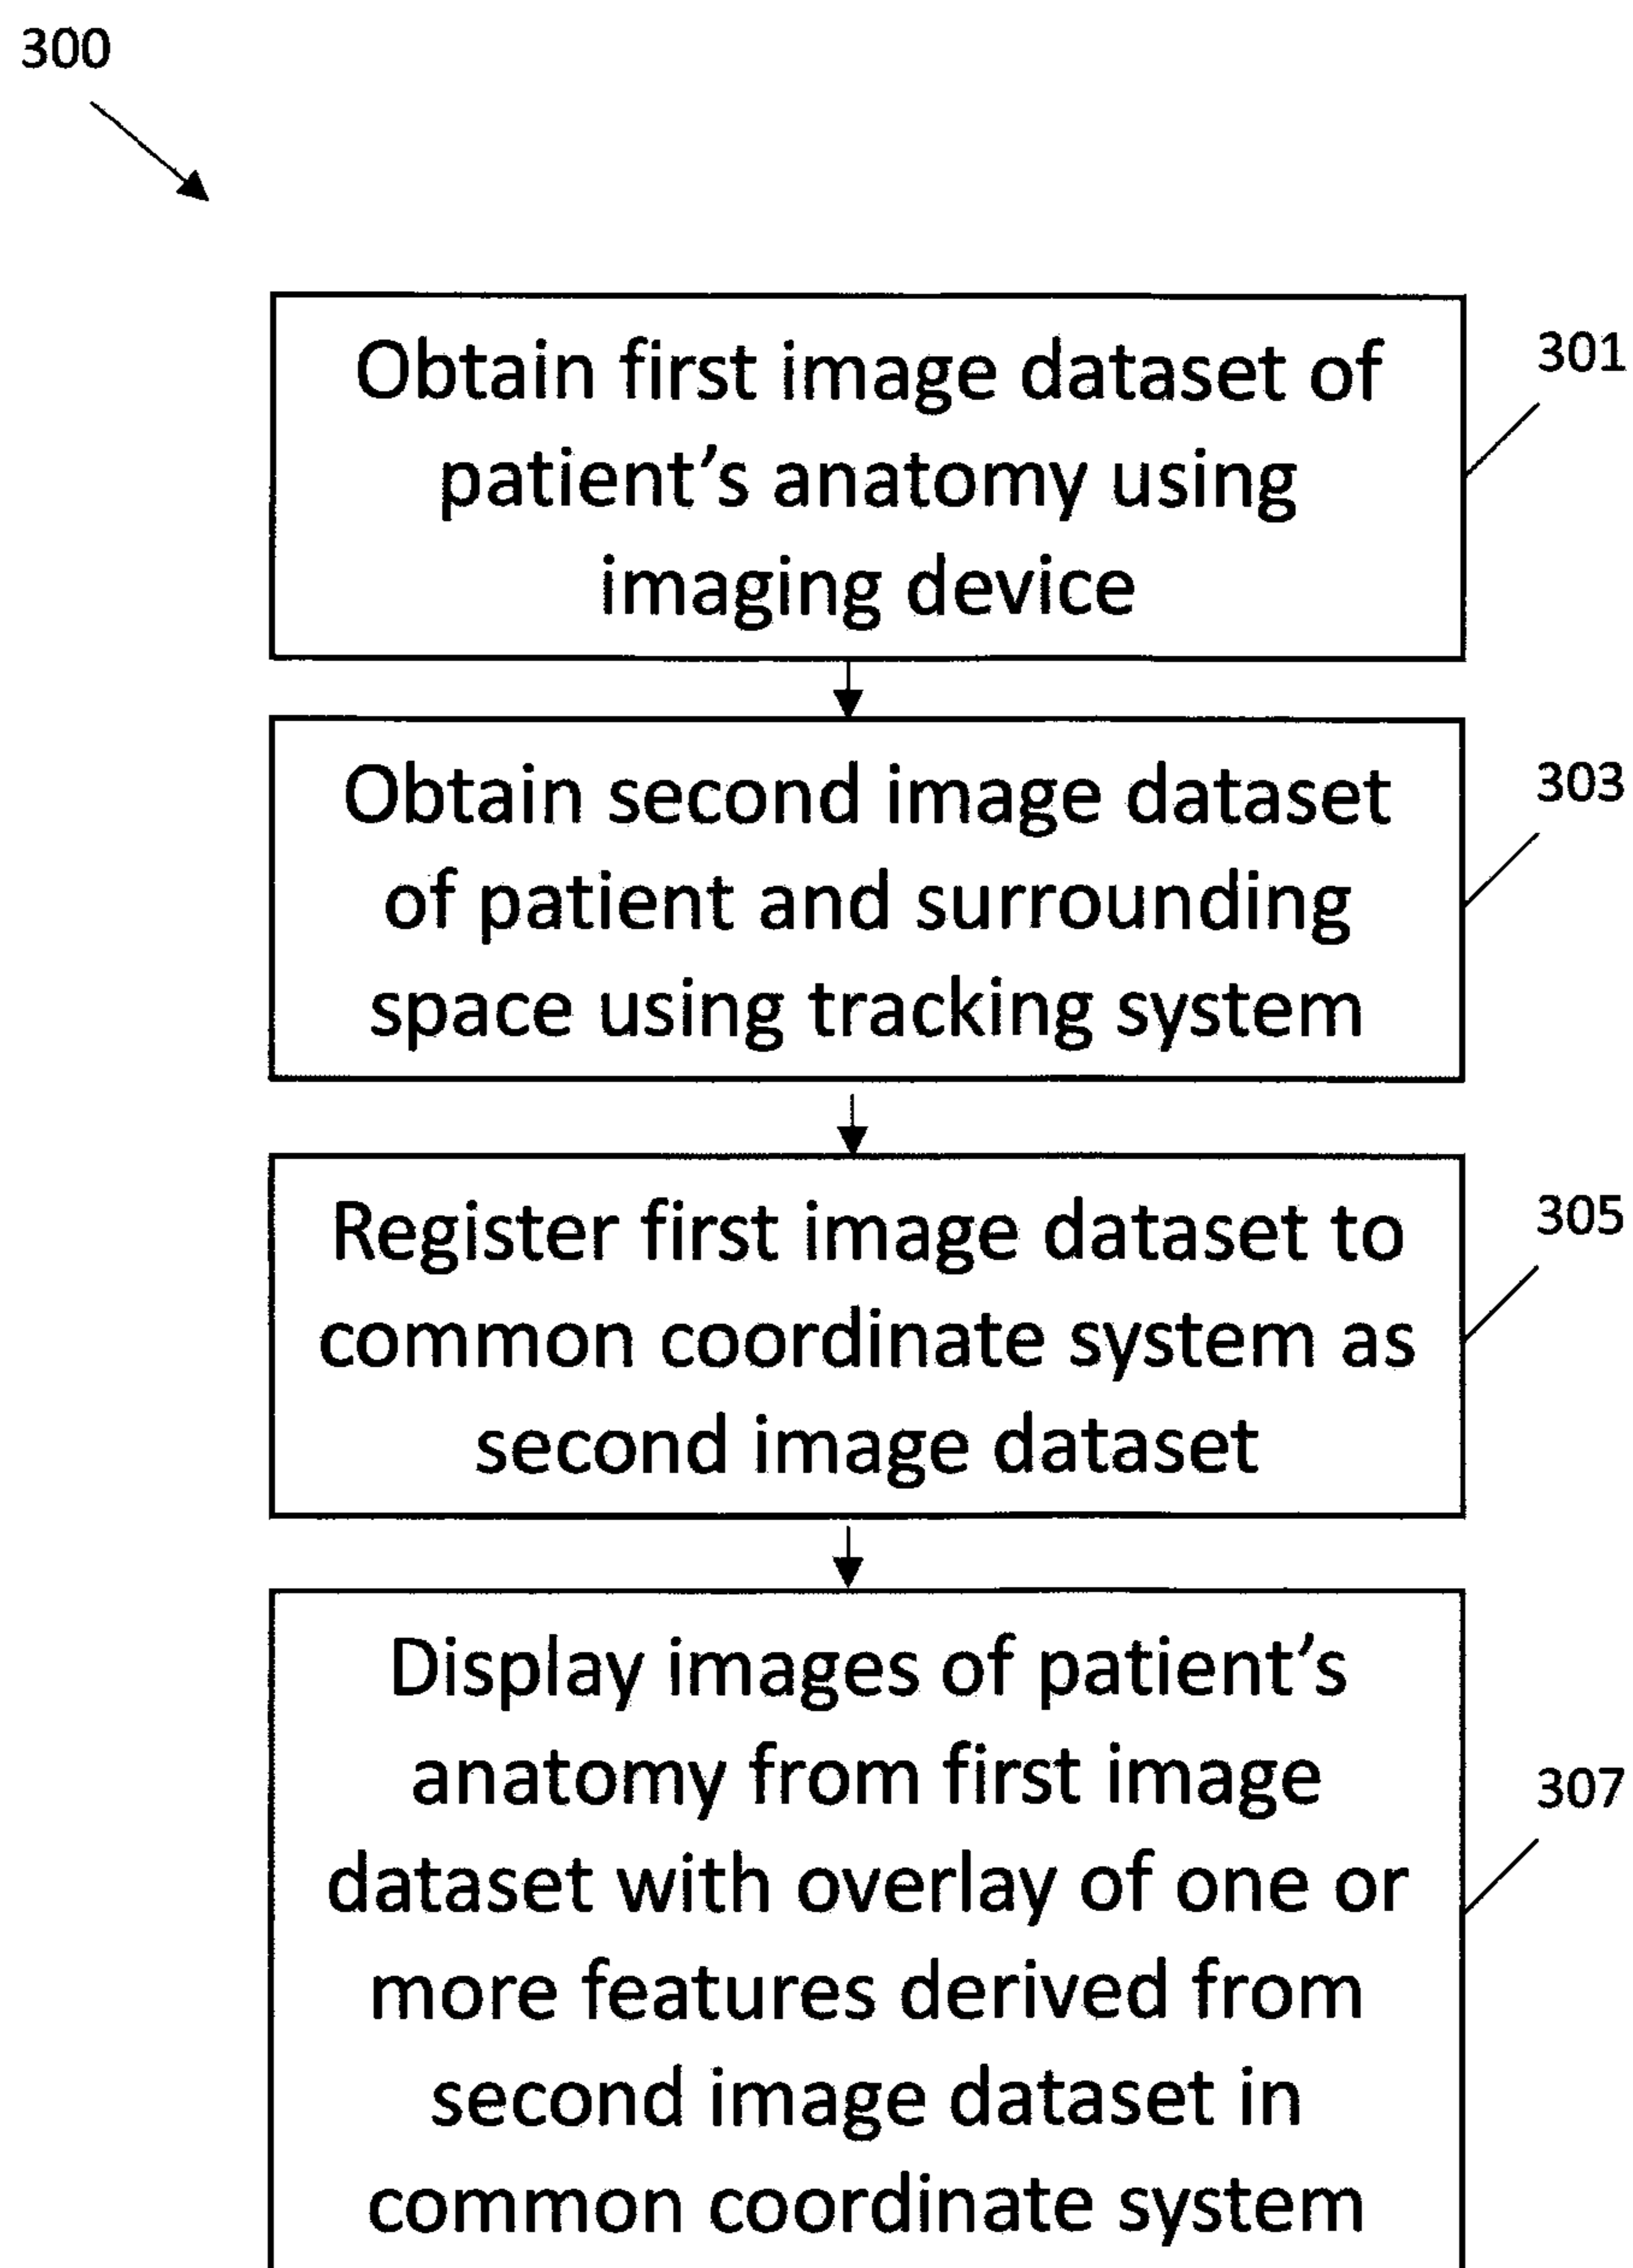 300
Obtain first image dataset of
patient’s anatomy using
imaging device
301
Obtain second image dataset
of patient and surrounding
space using tracking system
303
Register first image dataset to
common coordinate system as
second image dataset
305
Display images of patient’s
anatomy from first image
dataset with overlay of one or
more features derived from
second image dataset in
common coordinate system
307